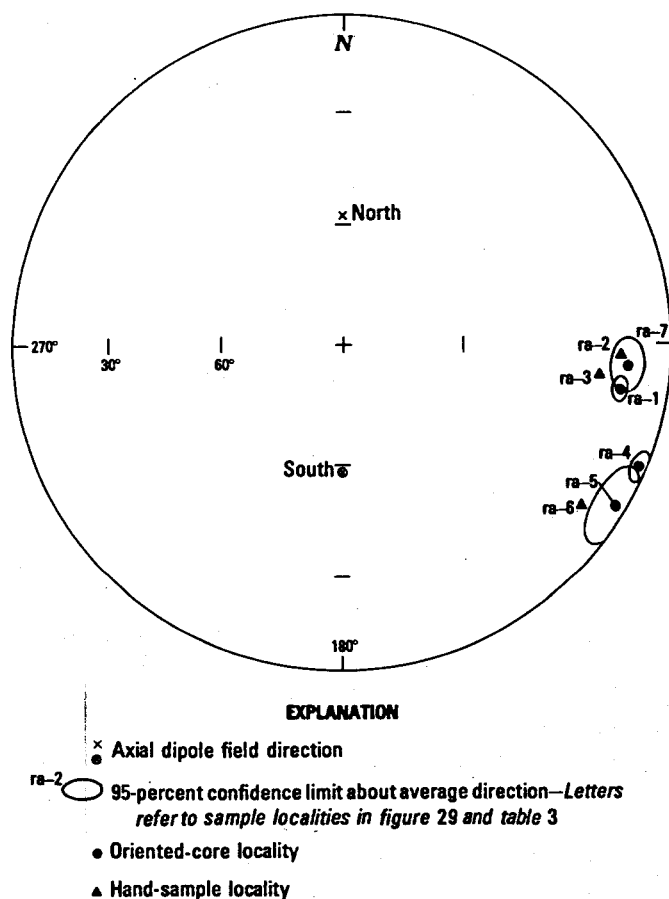 N
North
270°
30°
60°
ra–7
ra–2
ra–3
ra–1
South
ra–4
ra–5
ra–6
180°
EXPLANATION
Axial dipole field direction
ra–2
95-percent confidence limit about average direction—Letters
refer to sample localities in figure 29 and table 3
Oriented-core locality
Hand-sample locality